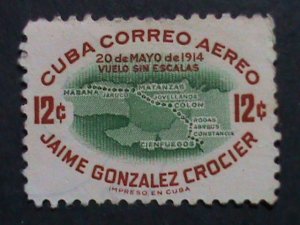 CUBA CORREO AEREO
20 de MAYO de 1914
VUELO SIN ESCALAS
HABANA
JARUCO
MATANZAS
JOVELLANOS
COLON
12¢ 12¢
RODAS
ABREUS
CONSTANCIA
CIENFUEGOS
JAIME GONZALEZ CROCIER
IMPRESO EN CUBA